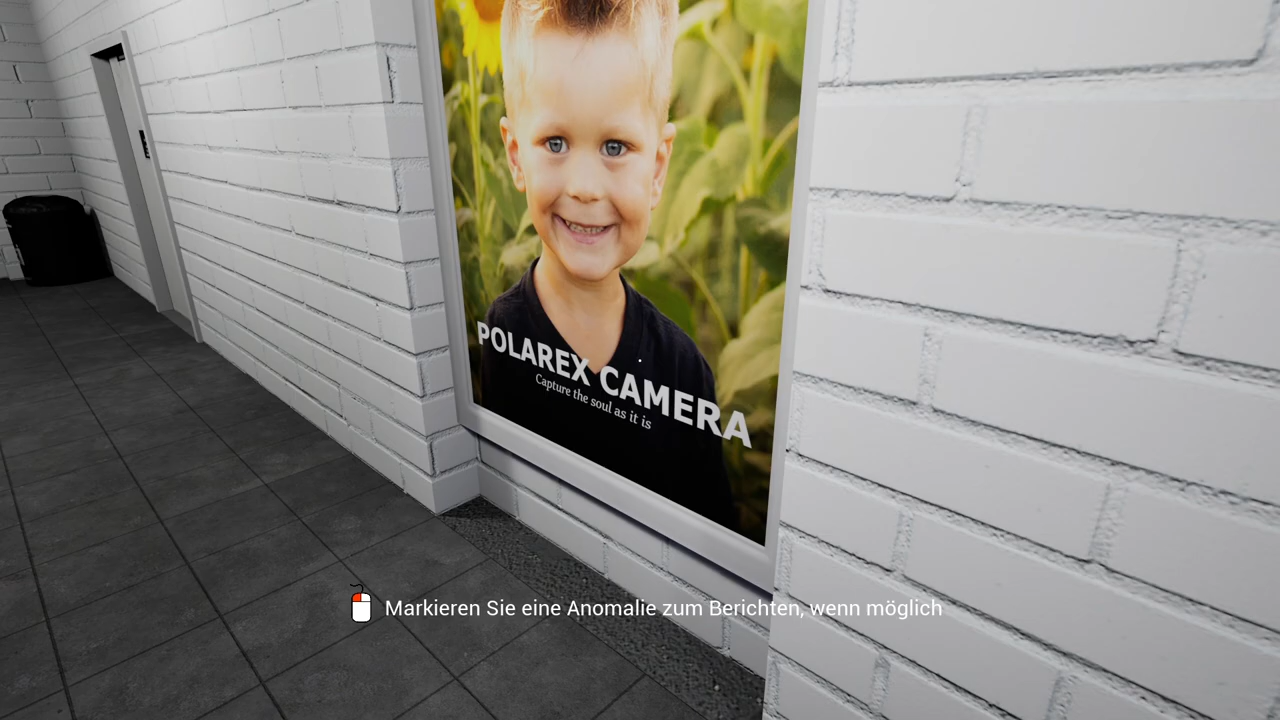 POLAREX CAMERA
Capture the soul as it is
Markieren Sie eine Anomalie zum Berichten, wenn möglich